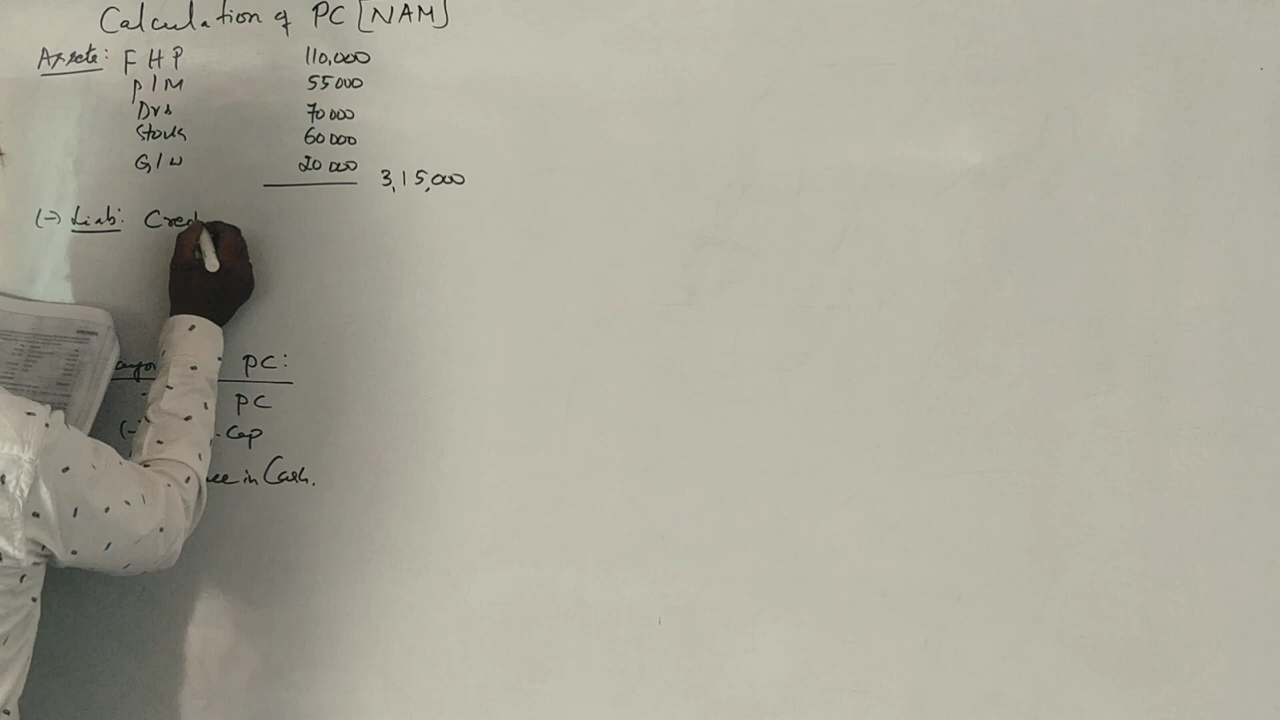 Calculation of PC [NAM]
Assets: F H P 110,000
P/M 55000
Drs 70000
Stock 60000
G/W 20000 3,15,000
(-) Liab: Cred
PC:
PC
(-) Cap
in Cash.